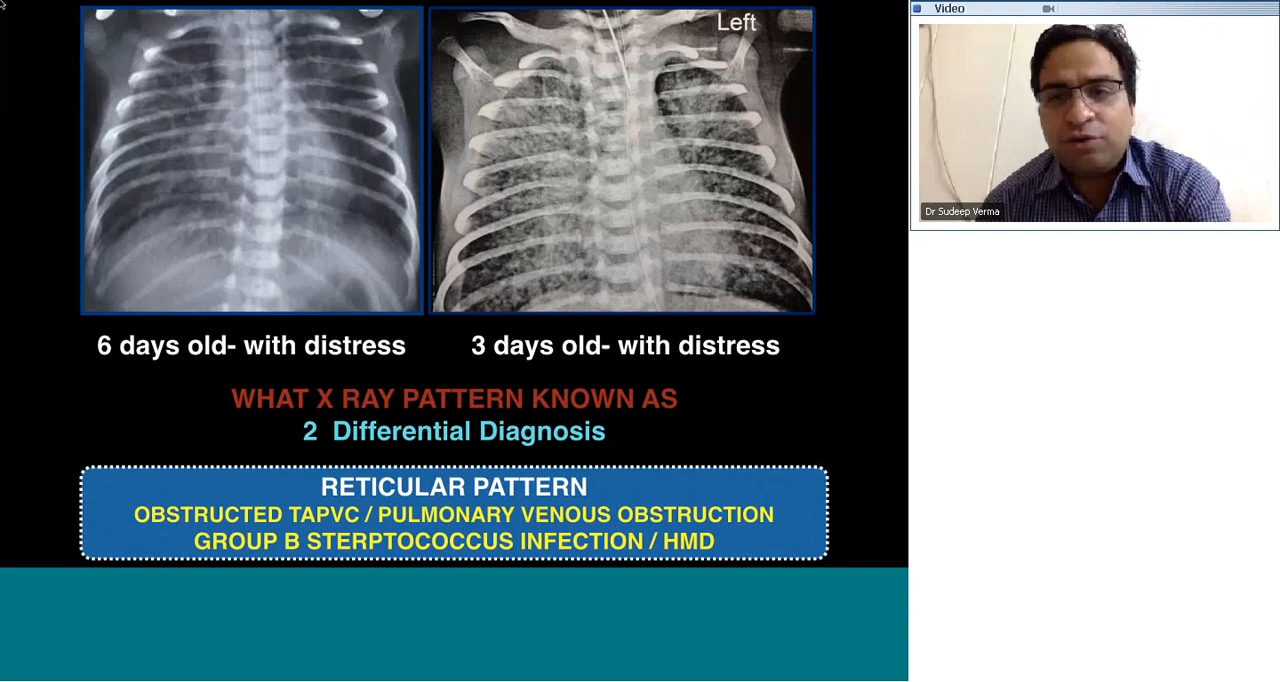 Left
6 days old- with distress
3 days old- with distress
WHAT X RAY PATTERN KNOWN AS
2 Differential Diagnosis
RETICULAR PATTERN
OBSTRUCTED TAPVC / PULMONARY VENOUS OBSTRUCTION
GROUP B STERPTOCOCCUS INFECTION / HMD
Video
Dr Sudeep Verma